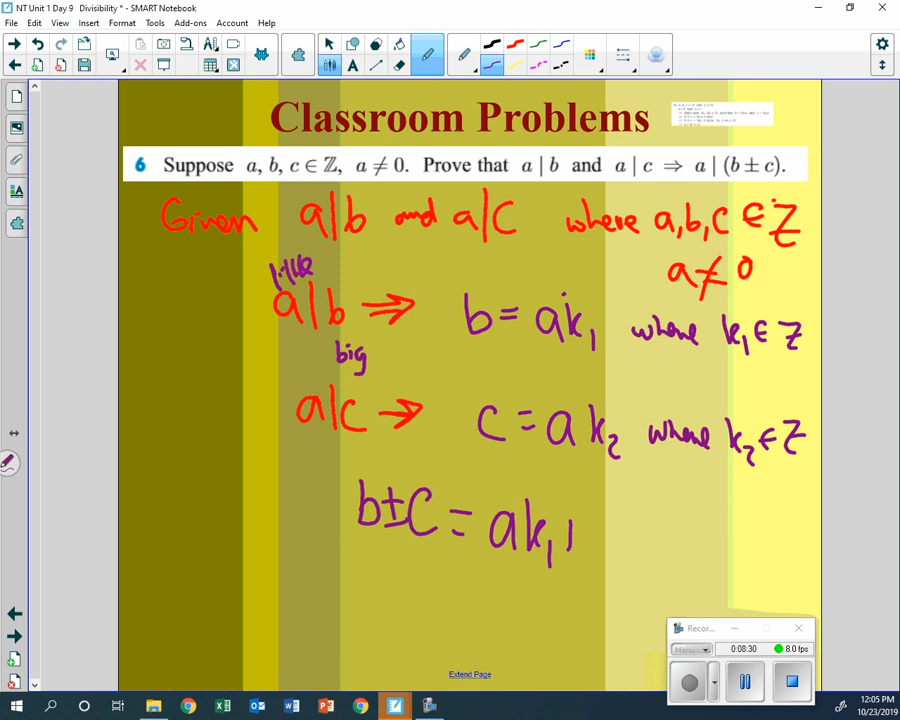 NT Unit 1 Day 9 Divisibility * - SMART Notebook
File Edit View Insert Format Tools Add-ons Account Help
Classroom Problems
6 Suppose a, b, c ∈ ℤ, a ≠ 0. Prove that a | b and a | c ⇒ a | (b ± c).
Given a|b and a|c where a,b,c ∈ Z
a≠0
little
a|b ⇒ b = ak₁ where k₁ ∈ Z
big
a|c ⇒ c = ak₂ where k₂ ∈ Z
b±c = ak₁
Extend Page
Recor...
Menu 0:08:30 8.0 fps
12:05 PM
10/23/2019